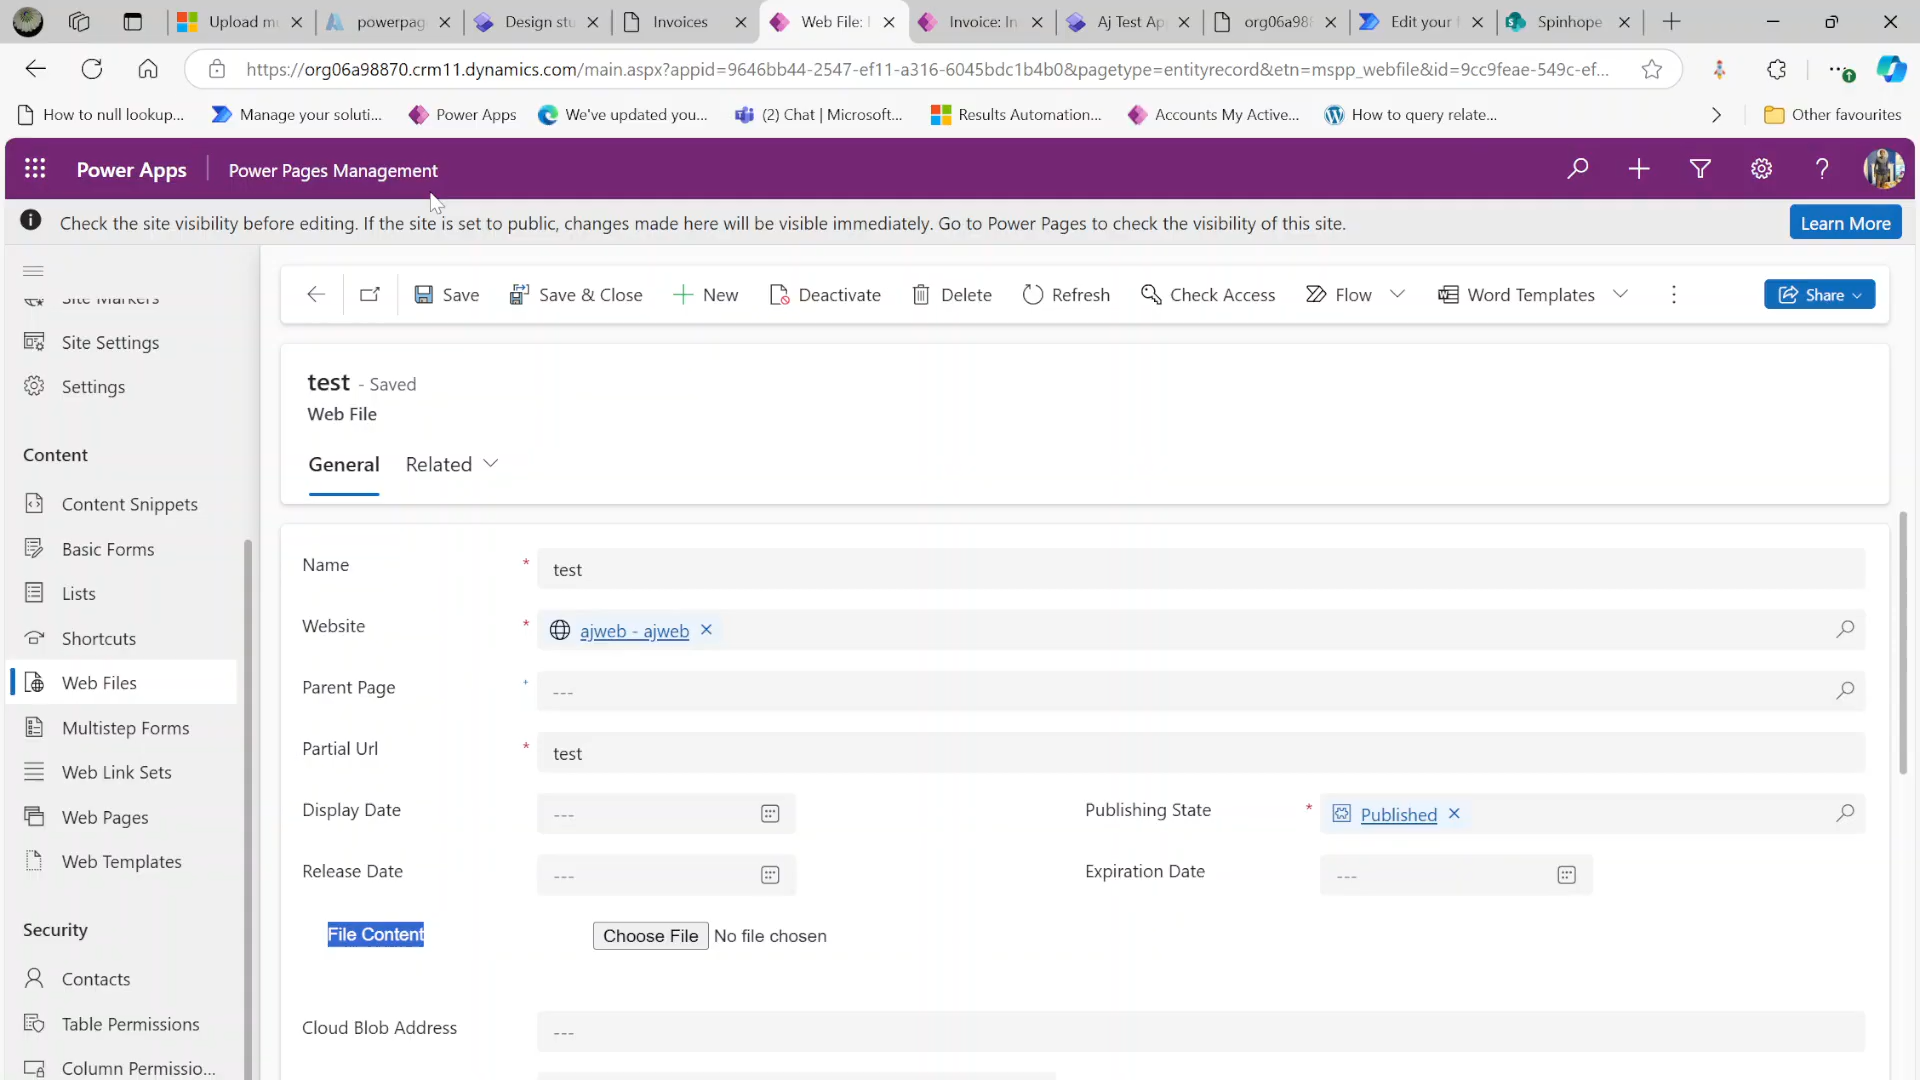 Upload m
powerpag
Design stu
Invoices
Web File: I
Invoice: In
Aj Test Ap
org06a988
Edit your f
Spinhope
https://org06a98870.crm11.dynamics.com/main.aspx?appid=9646bb44-2547-ef11-a316-6045bdc1b4b0&pagetype=entityrecord&etn=mspp_webfile&id=9cc9feae-549c-ef...
How to null lookup...
Manage your soluti...
Power Apps
We've updated you...
(2) Chat | Microsoft...
Results Automation...
Accounts My Active...
How to query relate...
Other favourites
Power Apps
Power Pages Management
Check the site visibility before editing. If the site is set to public, changes made here will be visible immediately. Go to Power Pages to check the visibility of this site.
Learn More
Site Markers
Site Settings
Settings
Content
Content Snippets
Basic Forms
Lists
Shortcuts
Web Files
Multistep Forms
Web Link Sets
Web Pages
Web Templates
Security
Contacts
Table Permissions
Column Permissio...
Save
Save & Close
New
Deactivate
Delete
Refresh
Check Access
Flow
Word Templates
Share
test - Saved
Web File
General
Related
Name * test
Website * ajweb - ajweb
Parent Page + ---
Partial Url * test
Display Date ---
Publishing State * Published
Release Date ---
Expiration Date ---
File Content
Choose File No file chosen
Cloud Blob Address ---